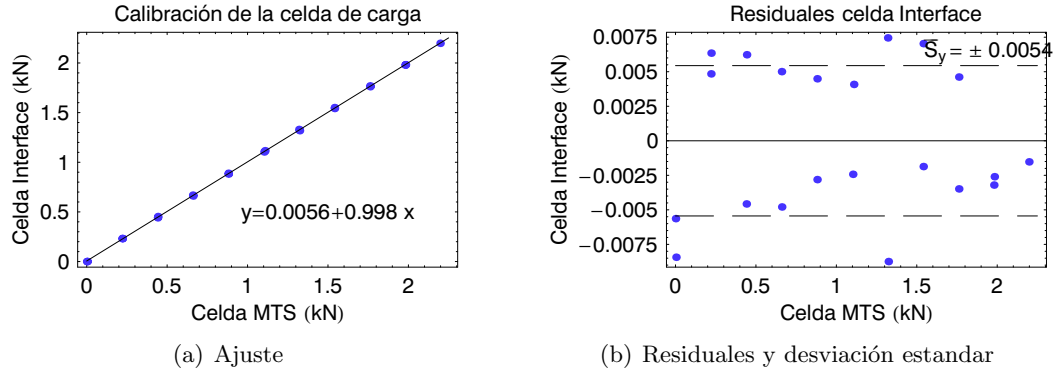 Calibración de la celda de carga
Celda Interface (kN)
2
1.5
1
0.5
0
y=0.0056+0.998 x
0 0.5 1 1.5 2
Celda MTS (kN)
(a) Ajuste
Residuales celda Interface
Celda Interface (kN)
0.0075
0.005
0.0025
0
−0.0025
−0.005
−0.0075
S̅y = ± 0.0054
0 0.5 1 1.5 2
Celda MTS (kN)
(b) Residuales y desviación estandar